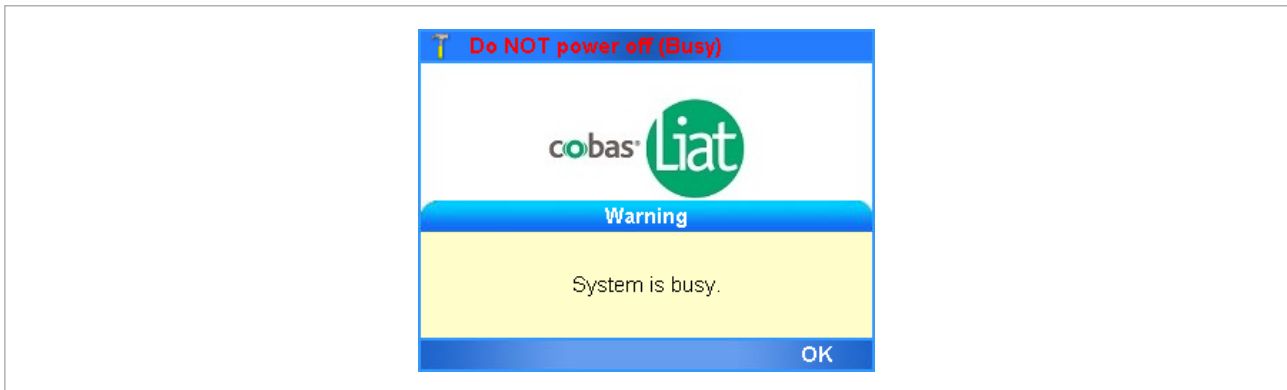 Do NOT power off (Busy)
cobas® Liat
Warning
System is busy.
OK